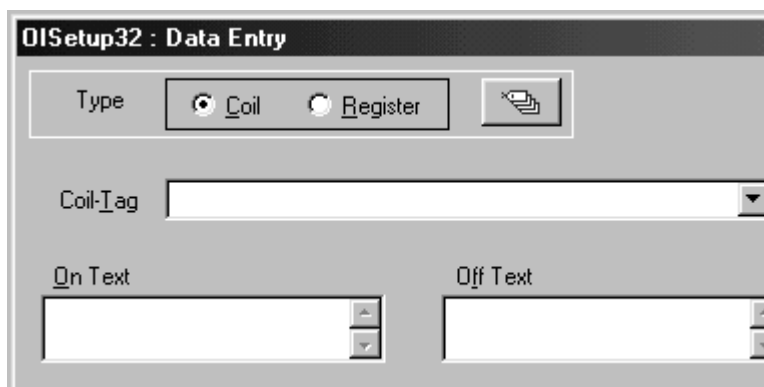 OISetup32 : Data Entry
Type Coil Register
Coil-Tag
On Text Off Text